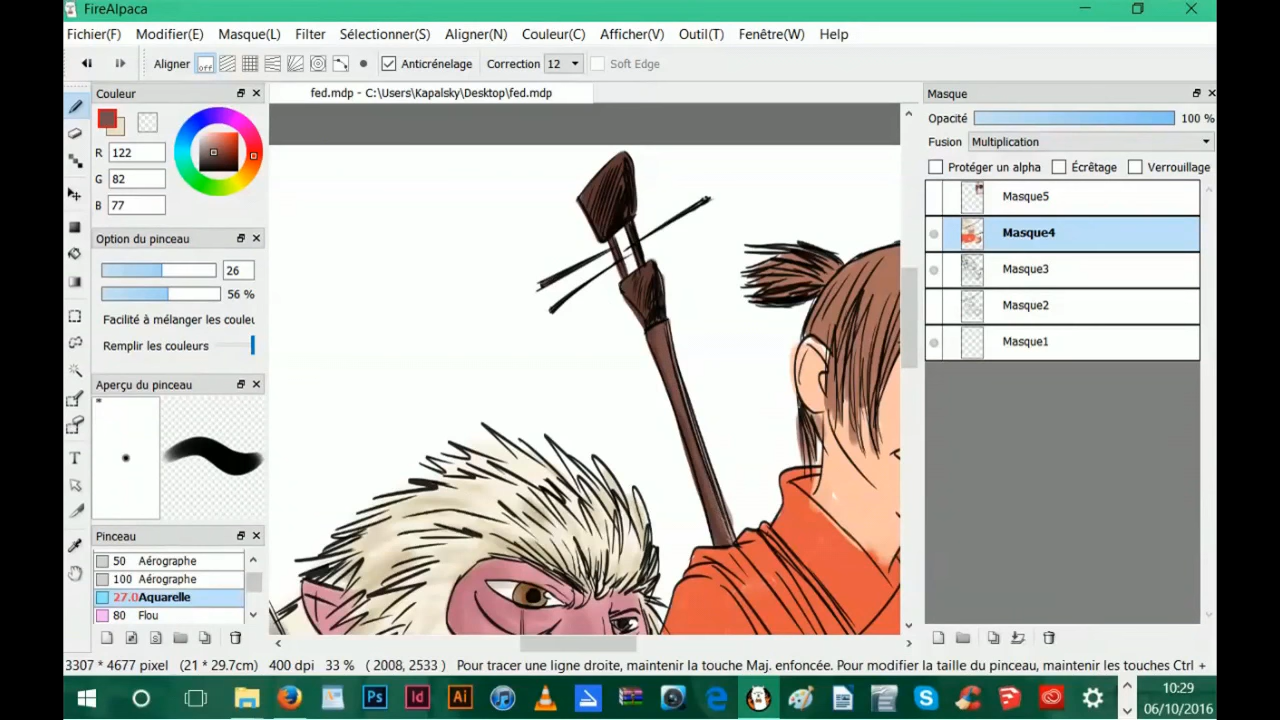 FireAlpaca
Fichier(F) Modifier(E) Masque(L) Filter Sélectionner(S) Aligner(N) Couleur(C) Afficher(V) Outil(T) Fenêtre(W) Help
Aligner off Anticrénelage Correction 12 Soft Edge
Couleur
fed.mdp - C:\Users\Kapalsky\Desktop\fed.mdp
Masque
Opacité 100 %
R 122
Fusion Multiplication
G 82
Protéger un alpha Écrêtage Verrouillage
B 77
Masque5
Option du pinceau
Masque4
26
Masque3
56 %
Masque2
Facilité à mélanger les couleu
Remplir les couleurs
Masque1
Aperçu du pinceau
Pinceau
50 Aérographe
100 Aérographe
27.0 Aquarelle
80 Flou
3307 * 4677 pixel (21 * 29.7cm) 400 dpi 33 % ( 2008, 2533) Pour tracer une ligne droite, maintenir la touche Maj. enfoncée. Pour modifier la taille du pinceau, maintenir les touches Ctrl +
Ps Id Ai
10:29
06/10/2016